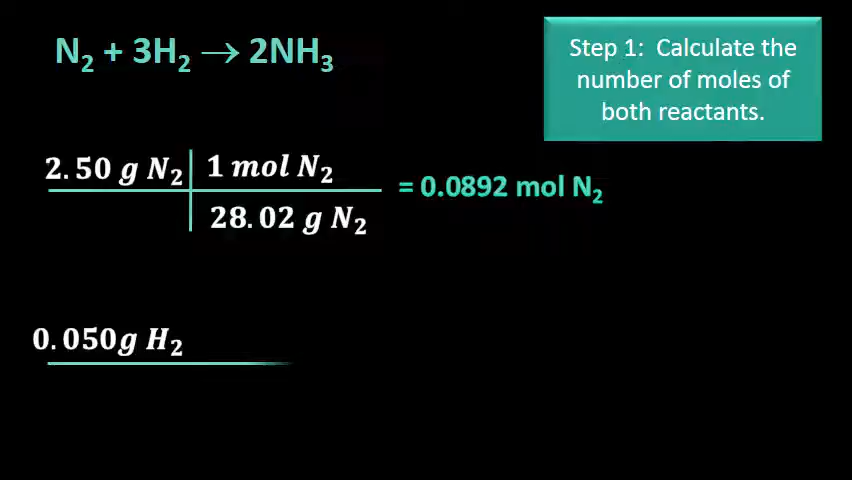 N₂ + 3H₂ → 2NH₃
Step 1: Calculate the
number of moles of
both reactants.
2.50 g N₂ 1 mol N₂
28.02 g N₂
= 0.0892 mol N₂
0.050g H₂